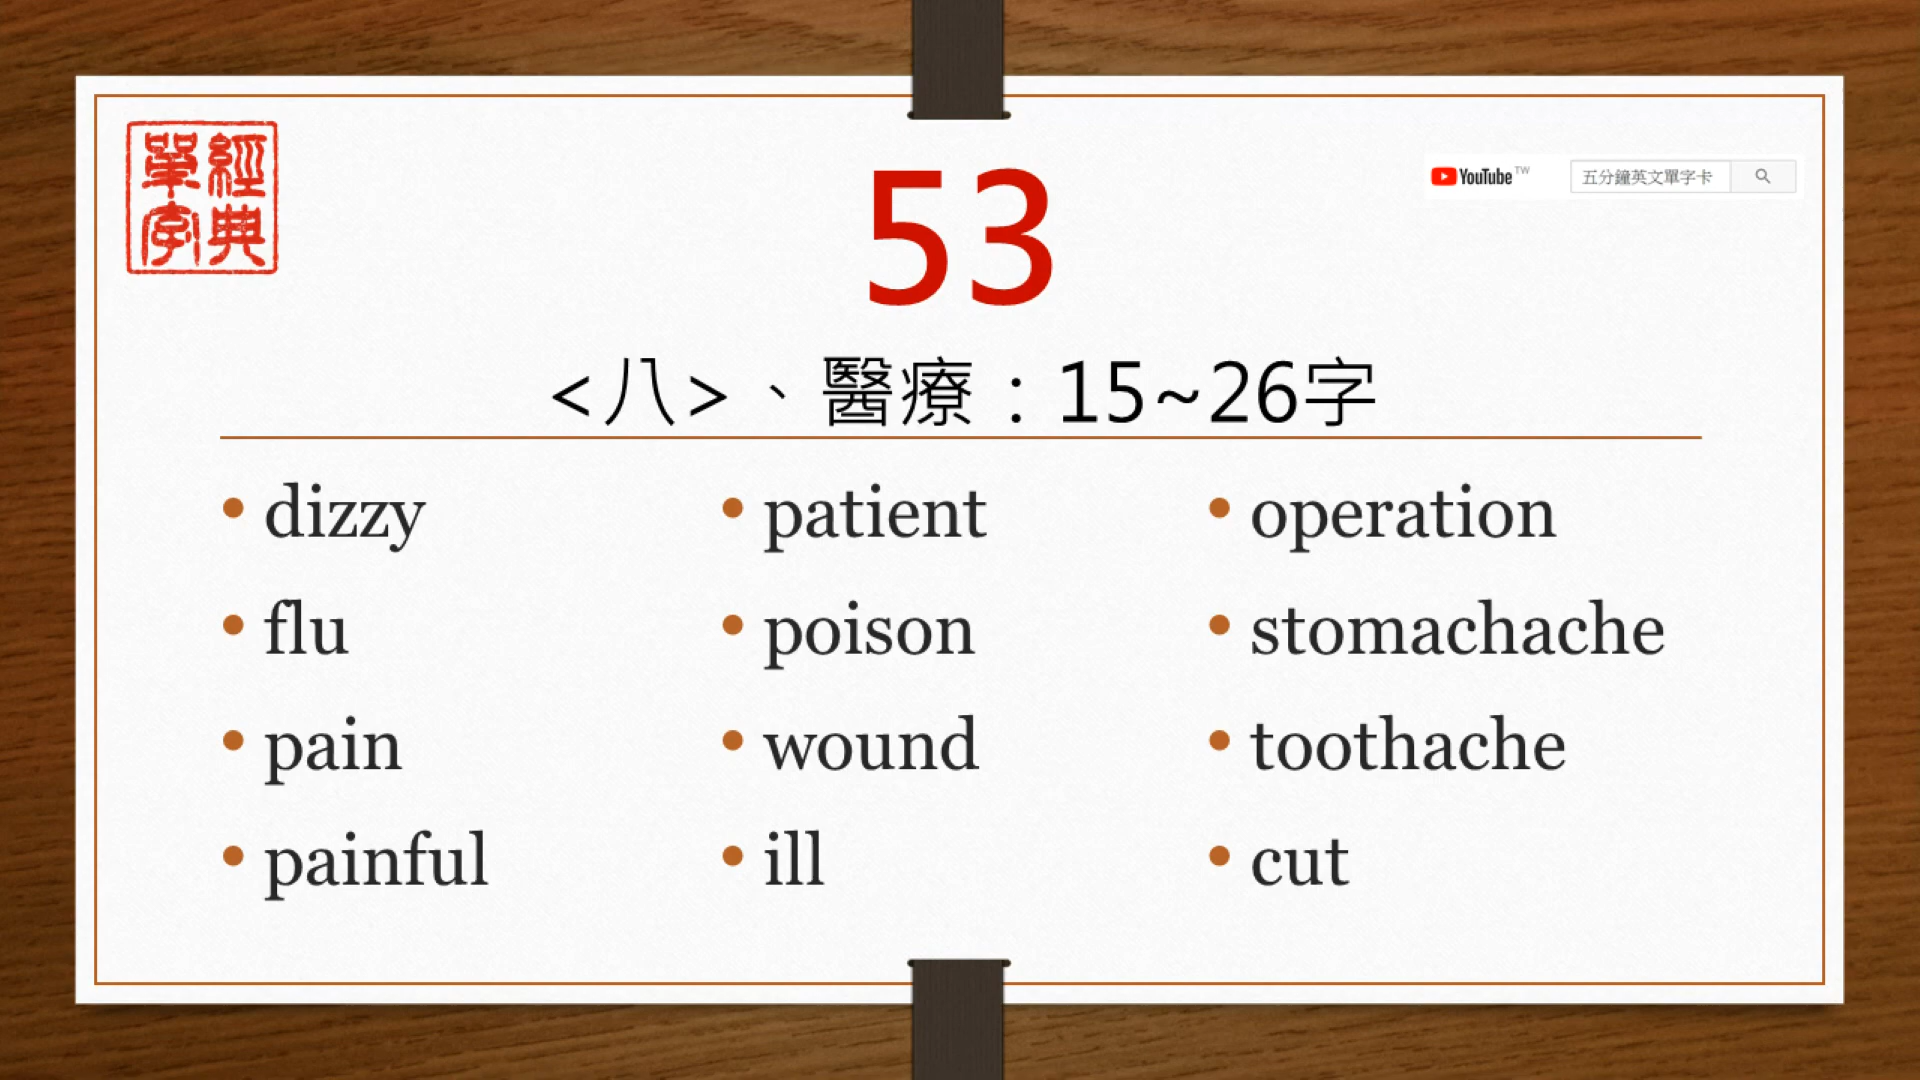 經典
單字
53
YouTube TW
五分鐘英文單字卡
<八>、醫療：15~26字
dizzy
flu
pain
painful
patient
poison
wound
ill
operation
stomachache
toothache
cut